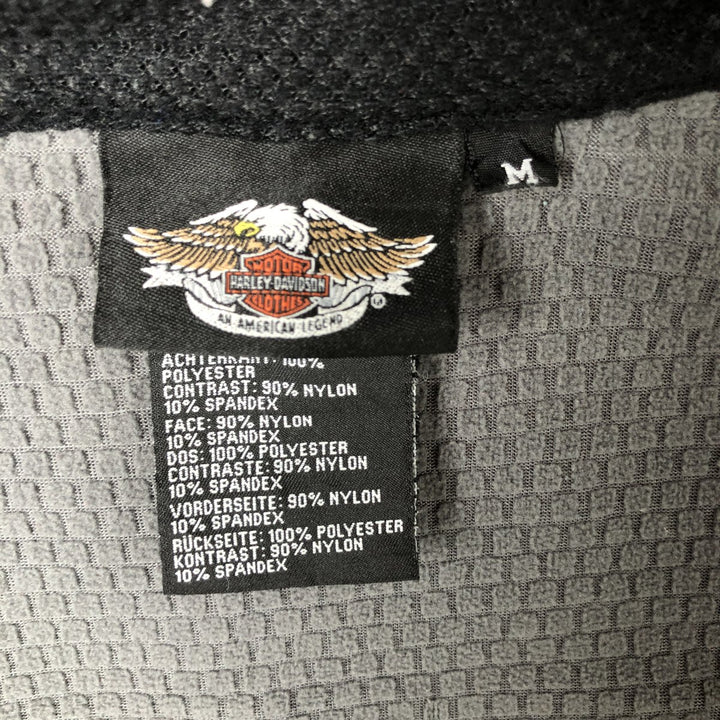 M
MOTOR
HARLEY-DAVIDSON
CLOTHES
AN AMERICAN LEGEND
ACHTERKANT: 100%
POLYESTER
CONTRAST: 90% NYLON
10% SPANDEX
FACE: 90% NYLON
10% SPANDEX
DOS: 100% POLYESTER
CONTRASTE: 90% NYLON
10% SPANDEX
VORDERSEITE: 90% NYLON
10% SPANDEX
RÜCKSEITE: 100% POLYESTER
KONTRAST: 90% NYLON
10% SPANDEX